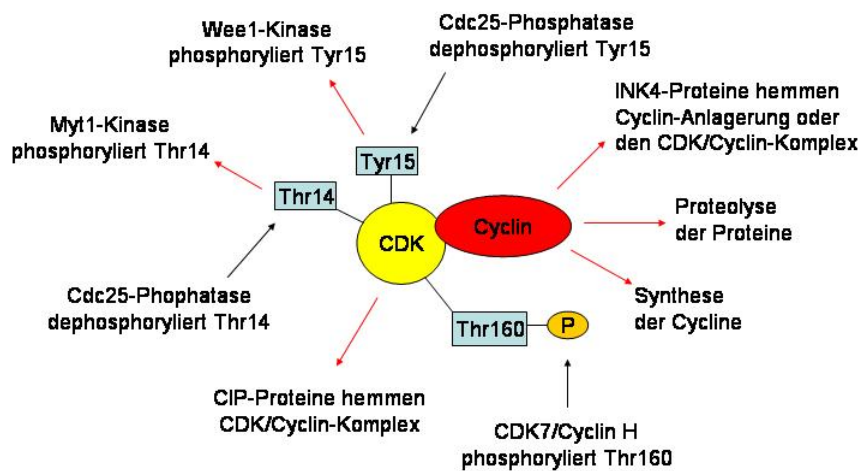 Wee1-Kinase
phosphoryliert Tyr15
Cdc25-Phosphatase
dephosphoryliert Tyr15
INK4-Proteine hemmen
Cyclin-Anlagerung oder
den CDK/Cyclin-Komplex
Myt1-Kinase
phosphoryliert Thr14
Tyr15
Thr14
CDK
Cyclin
Proteolyse
der Proteine
Cdc25-Phophatase
dephosphoryliert Thr14
Synthese
der Cycline
Thr160
P
CIP-Proteine hemmen
CDK/Cyclin-Komplex
CDK7/Cyclin H
phosphoryliert Thr160